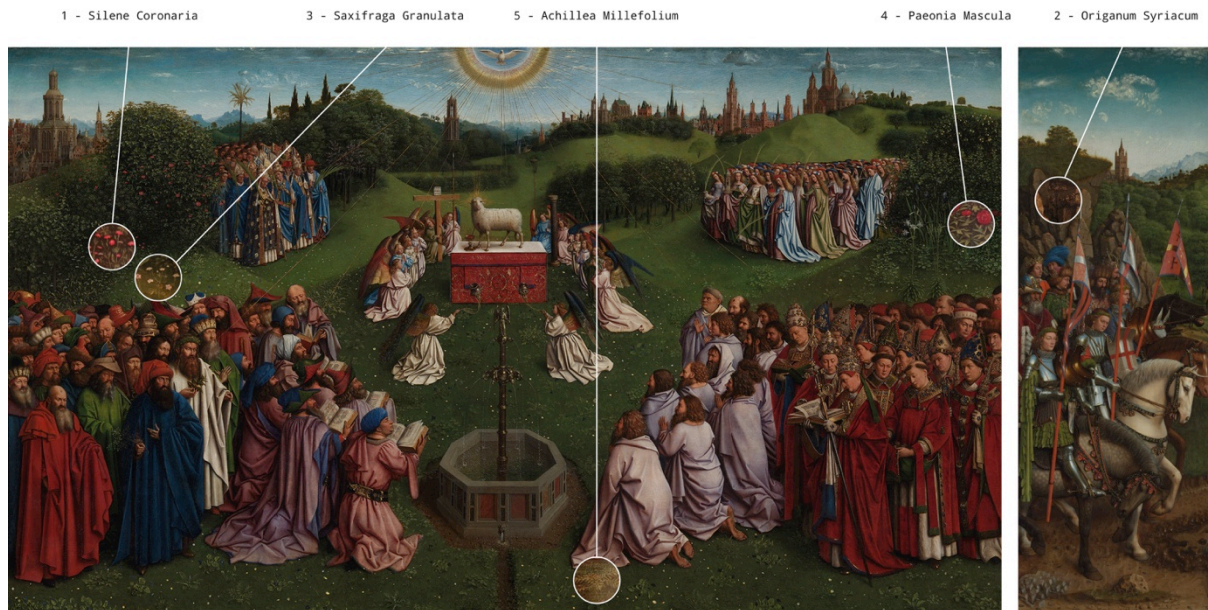 1 - Silene Coronaria
3 - Saxifraga Granulata
5 - Achillea Millefolium
4 - Paeonia Mascula
2 - Origanum Syriacum